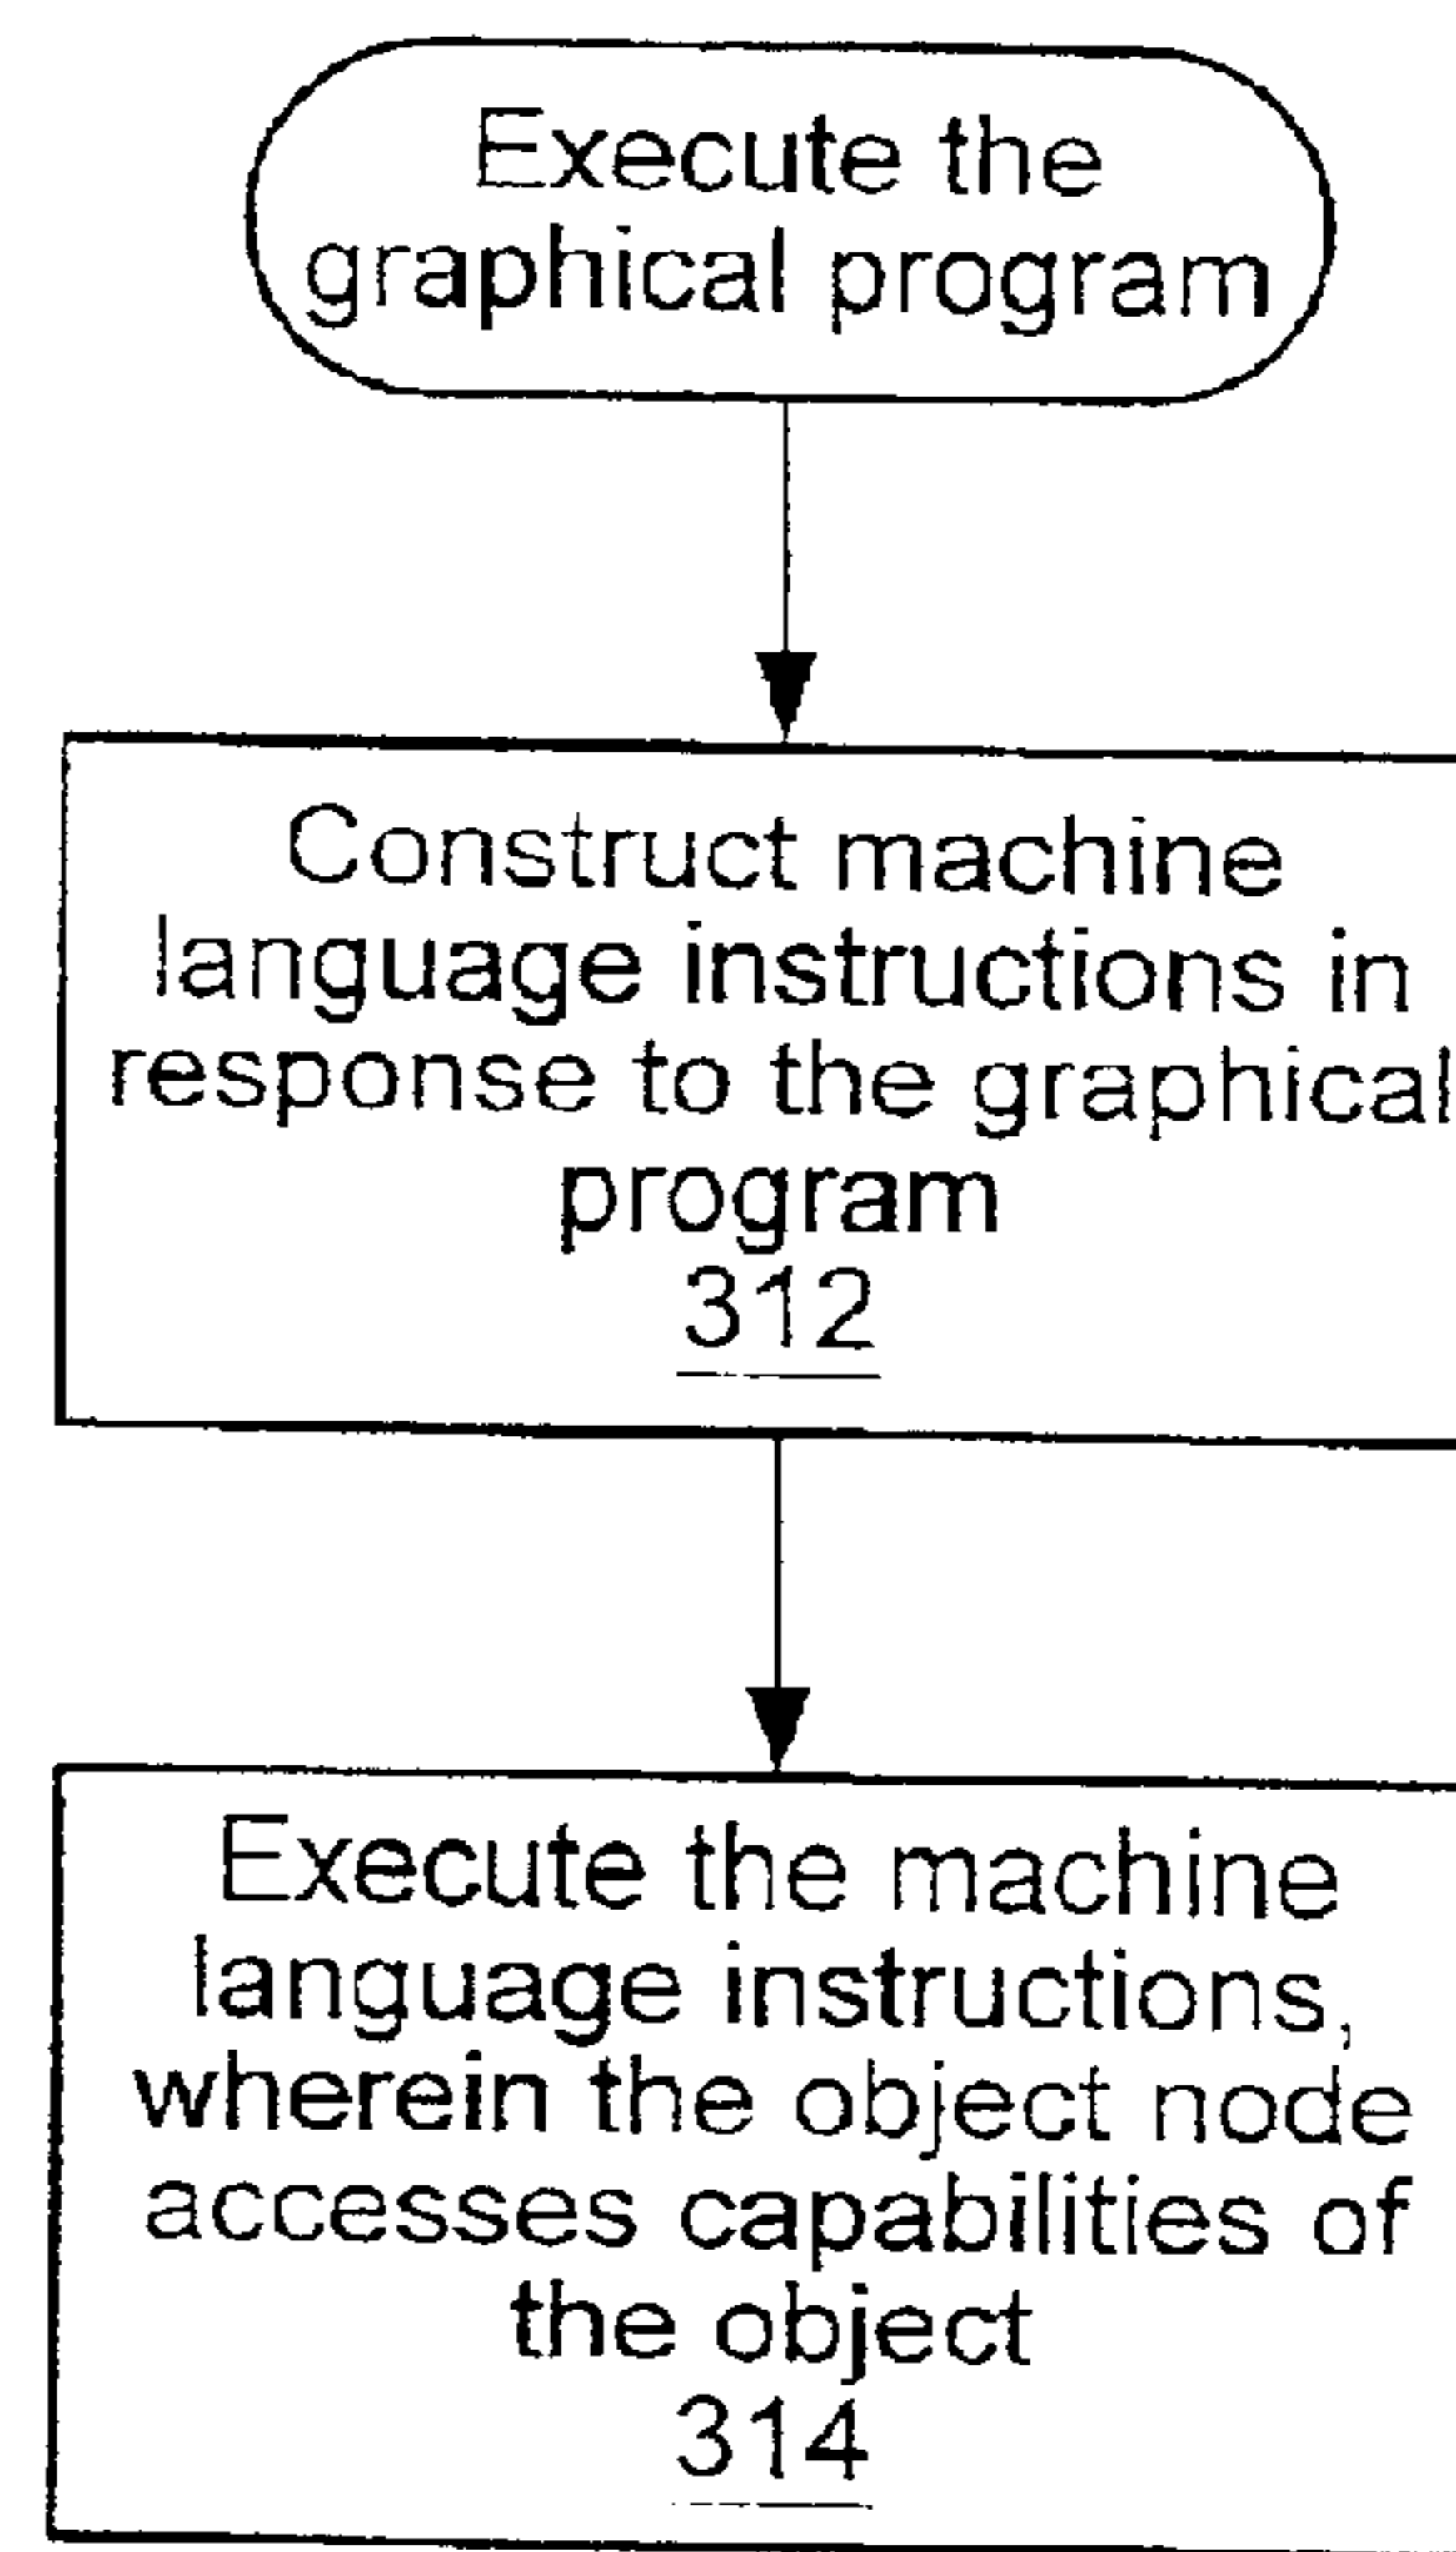 Execute the
graphical program
Construct machine
language instructions in
response to the graphical
program
312
Execute the machine
language instructions,
wherein the object node
accesses capabilities of
the object
314